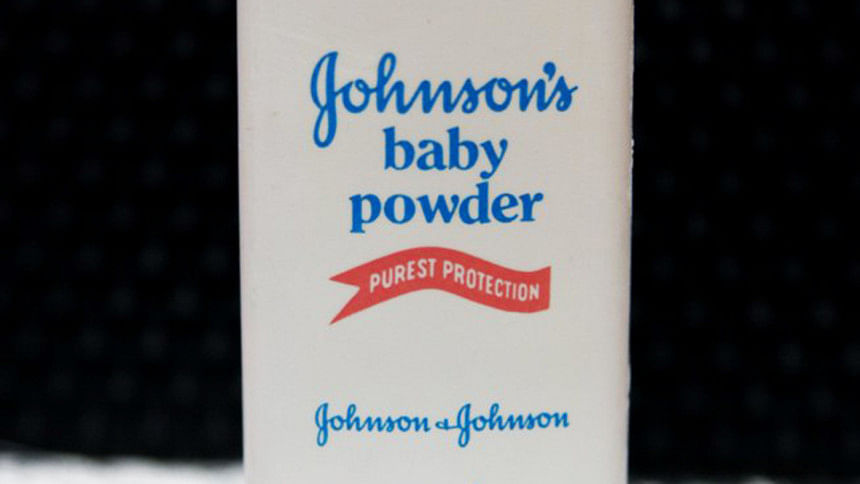 Johnson's
baby
powder
PUREST PROTECTION
Johnson & Johnson